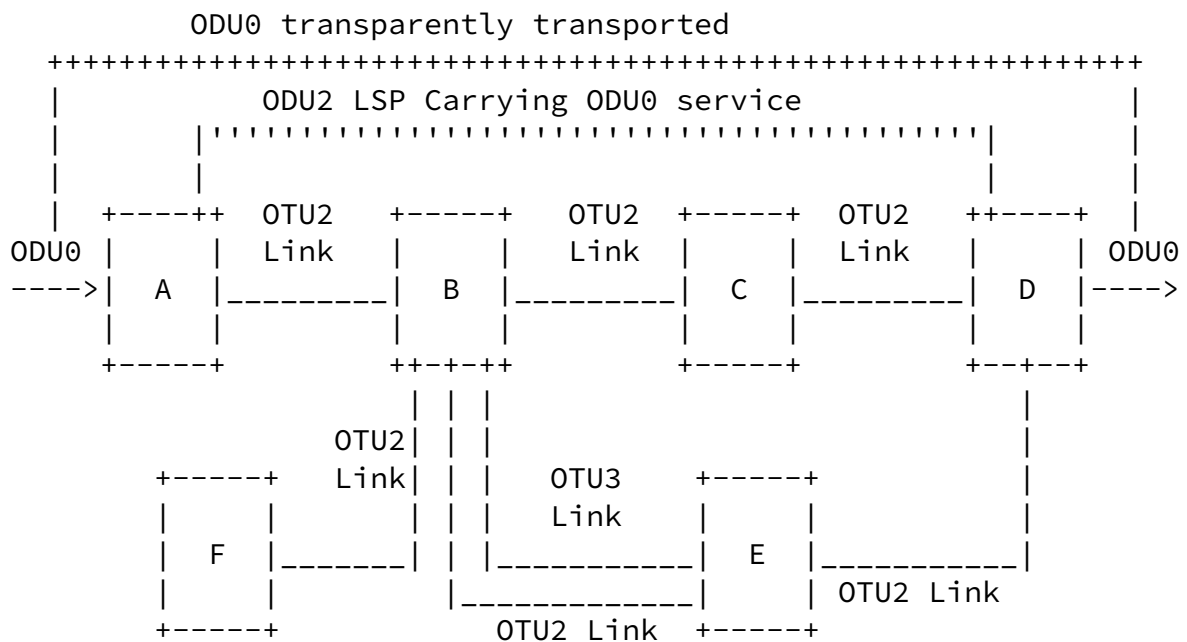 ODU0 transparently transported
ODU2 LSP Carrying ODU0 service
OTU2 OTU2 OTU2
ODU0 Link Link Link ODU0
A B C D
OTU2
Link OTU3
Link
F E
OTU2 Link
OTU2 Link